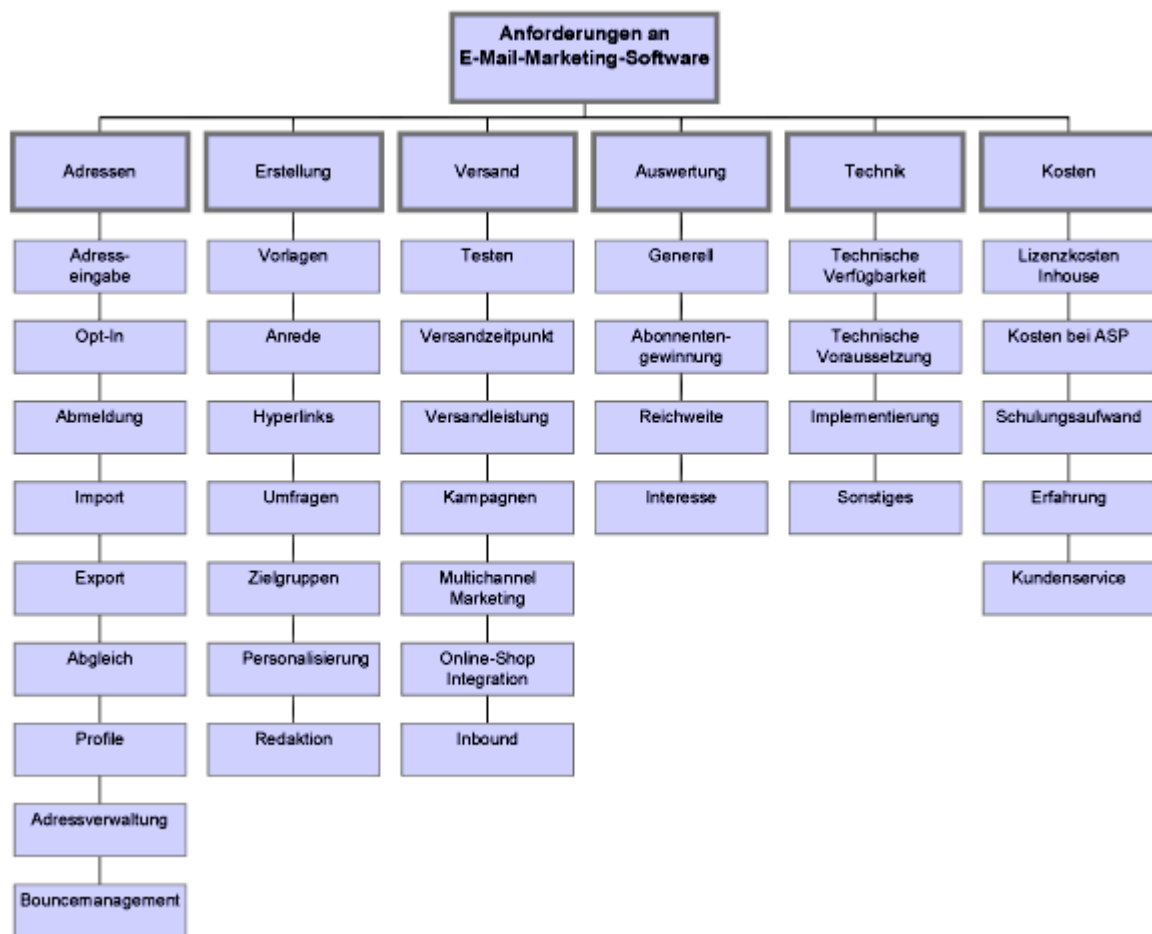 Anforderungen an
E-Mail-Marketing-Software
Adressen
Erstellung
Versand
Auswertung
Technik
Kosten
Adress-
eingabe
Opt-In
Abmeldung
Import
Export
Abgleich
Profile
Adressverwaltung
Bouncemanagement
Vorlagen
Anrede
Hyperlinks
Umfragen
Zielgruppen
Personalisierung
Redaktion
Testen
Versandzeitpunkt
Versandleistung
Kampagnen
Multichannel
Marketing
Online-Shop
Integration
Inbound
Generell
Abonnenten-
gewinnung
Reichweite
Interesse
Technische
Verfügbarkeit
Technische
Voraussetzung
Implementierung
Sonstiges
Lizenzkosten
Inhouse
Kosten bei ASP
Schulungsaufwand
Erfahrung
Kundenservice